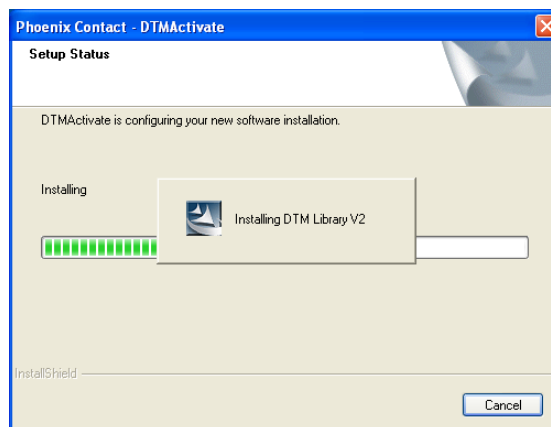 Phoenix Contact - DTMActivate
Setup Status
DTMActivate is configuring your new software installation.
Installing
Installing DTM Library V2
InstallShield
Cancel